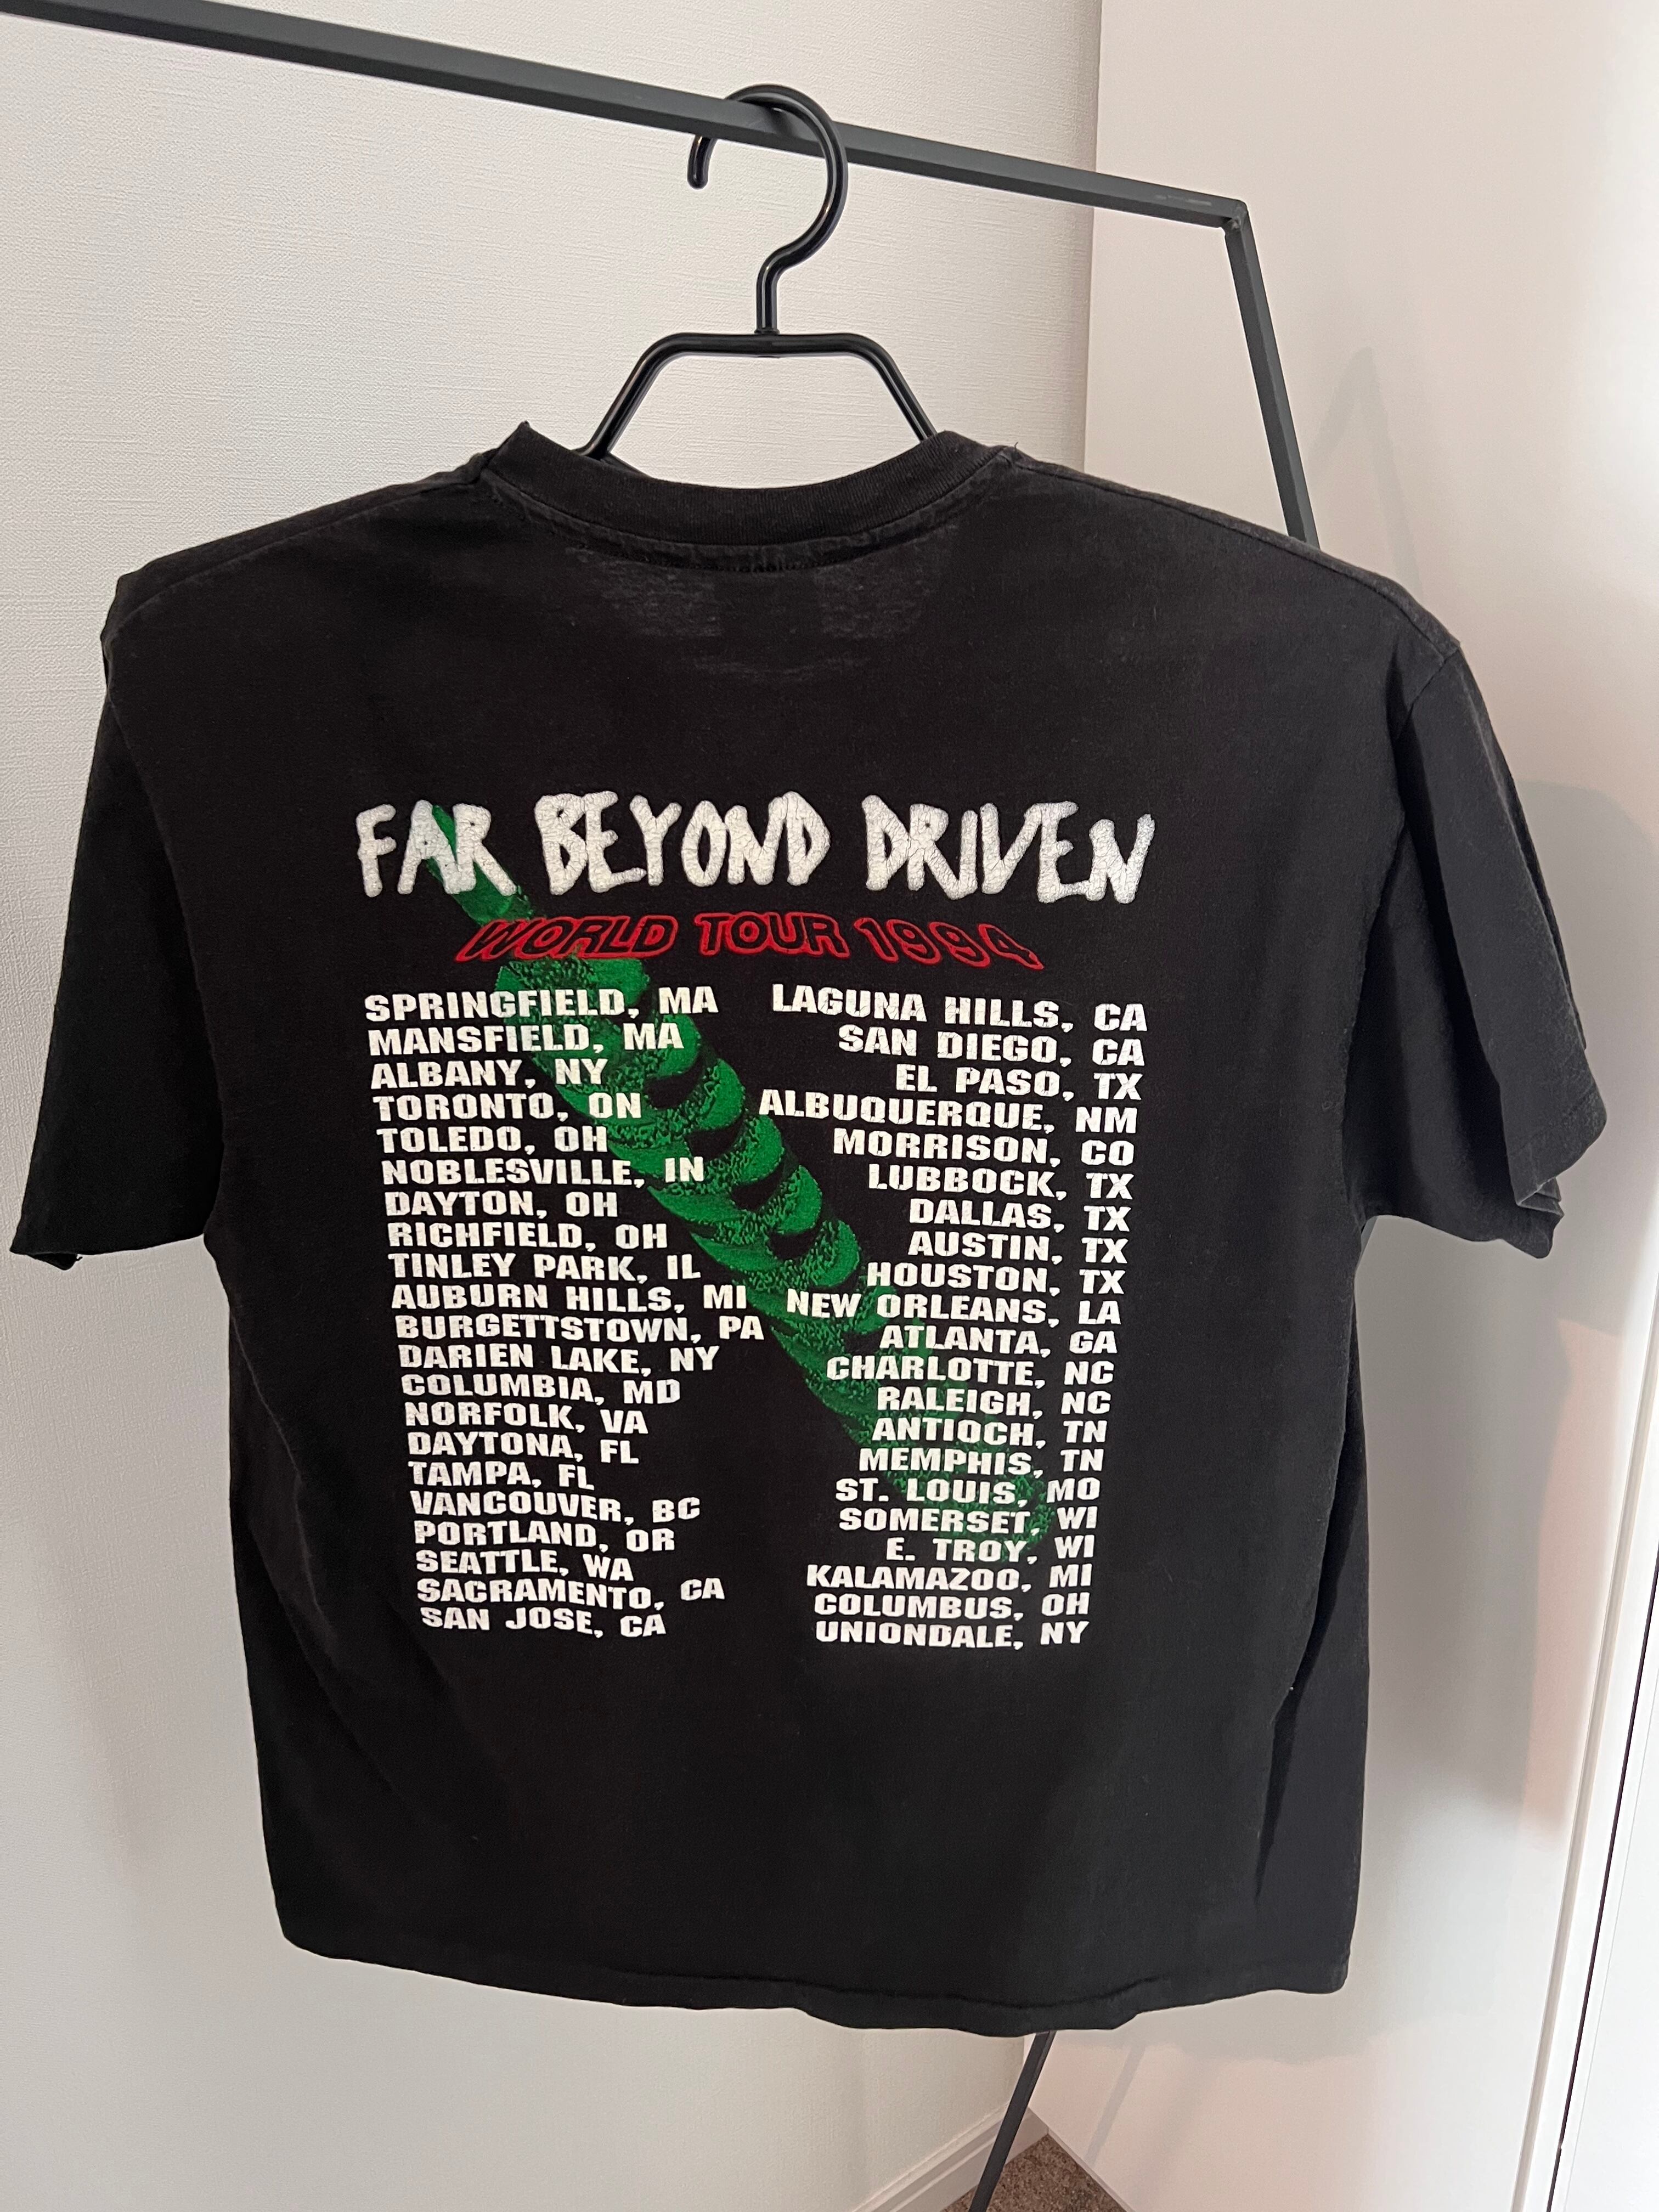 FAR BEYOND DRIVEN
WORLD TOUR 1994
SPRINGFIELD, MA
MANSFIELD, MA
ALBANY, NY
TORONTO, ON
TOLEDO, OH
NOBLESVILLE, IN
DAYTON, OH
RICHFIELD, OH
TINLEY PARK, IL
AUBURN HILLS, MI
BURGETTSTOWN, PA
DARIEN LAKE, NY
COLUMBIA, MD
NORFOLK, VA
DAYTONA, FL
TAMPA, FL
VANCOUVER, BC
PORTLAND, OR
SEATTLE, WA
SACRAMENTO, CA
SAN JOSE, CA
LAGUNA HILLS, CA
SAN DIEGO, CA
EL PASO, TX
ALBUQUERQUE, NM
MORRISON, CO
LUBBOCK, TX
DALLAS, TX
AUSTIN, TX
HOUSTON, TX
NEW ORLEANS, LA
ATLANTA, GA
CHARLOTTE, NC
RALEIGH, NC
ANTIOCH, TN
MEMPHIS, TN
ST. LOUIS, MO
SOMERSET, WI
E. TROY, WI
KALAMAZOO, MI
COLUMBUS, OH
UNIONDALE, NY